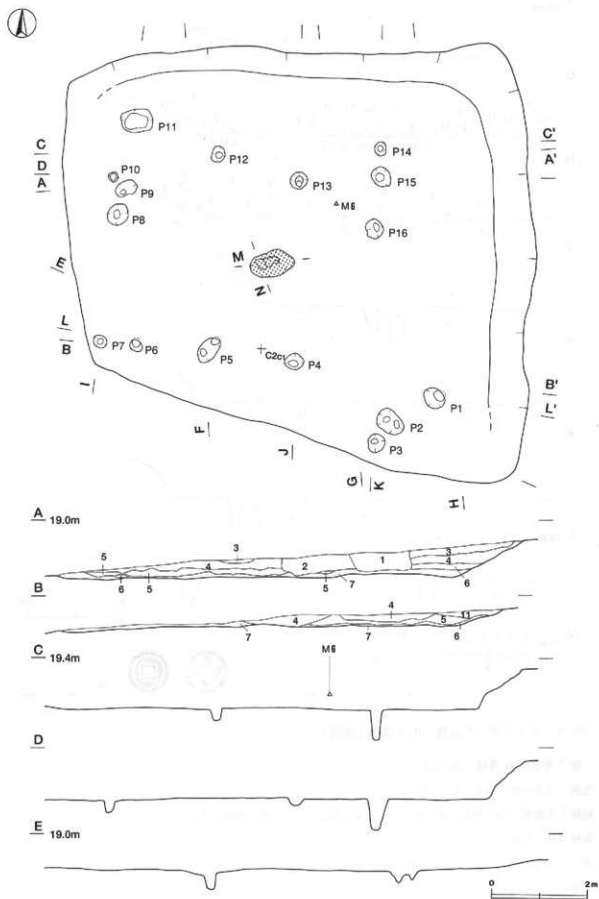 P11
P12
P14
C
C'
D
A'
A
P10
P9
P13
P15
M6
P8
P16
M
E
N
L
B
P7
P6
P5
C2c1
P4
I
B'
P1
L'
P2
F
P3
J
G
K
H
A
19.0m
3
5
4
2
1
3
4
6
5
5
7
6
B
4
4
5
11
7
7
6
C
19.4m
M6
D
E
19.0m
0
2m